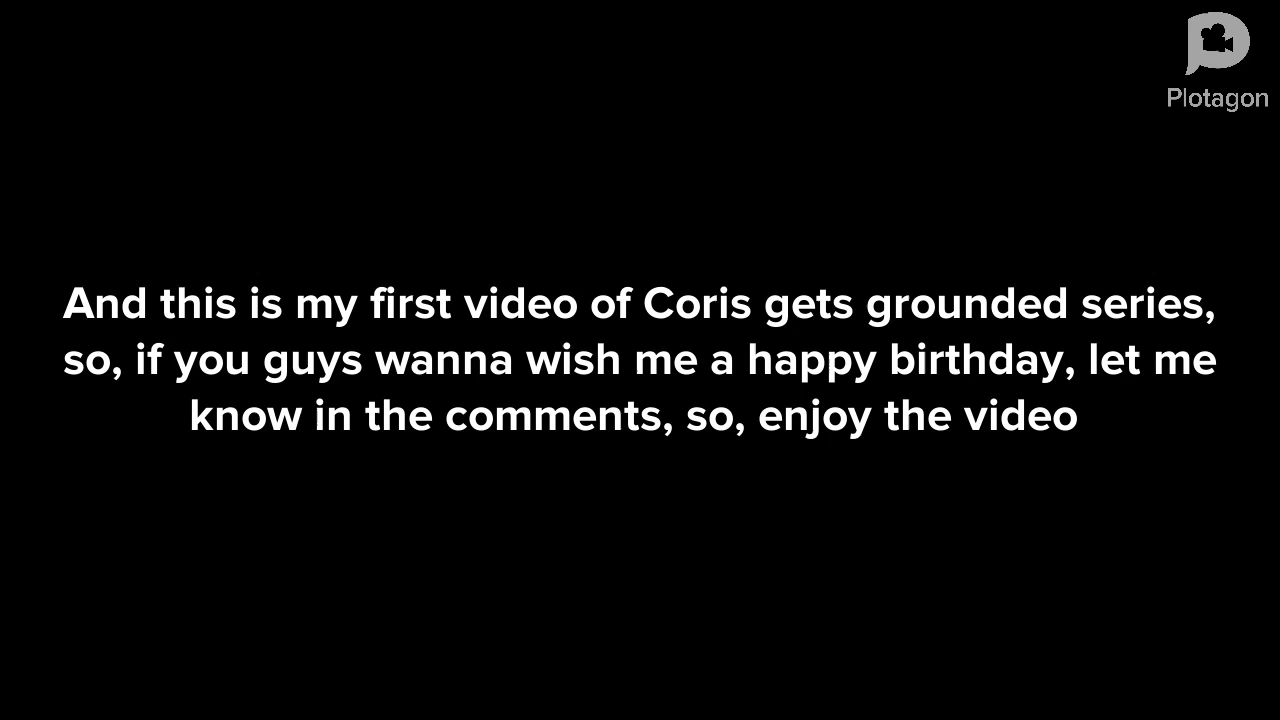 Plotagon
And this is my first video of Coris gets grounded series,
so, if you guys wanna wish me a happy birthday, let me
know in the comments, so, enjoy the video